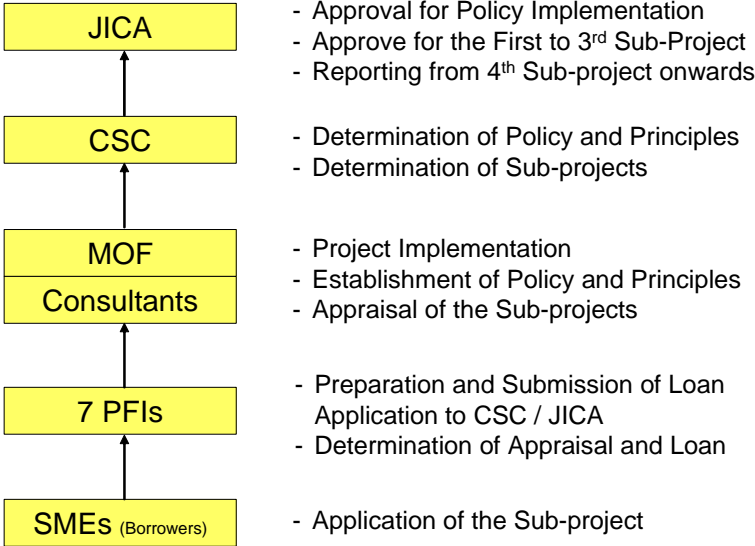 JICA
- Approval for Policy Implementation
- Approve for the First to 3rd Sub-Project
- Reporting from 4th Sub-project onwards
CSC
- Determination of Policy and Principles
- Determination of Sub-projects
MOF
Consultants
- Project Implementation
- Establishment of Policy and Principles
- Appraisal of the Sub-projects
7 PFIs
- Preparation and Submission of Loan
Application to CSC / JICA
- Determination of Appraisal and Loan
SMEs (Borrowers)
- Application of the Sub-project